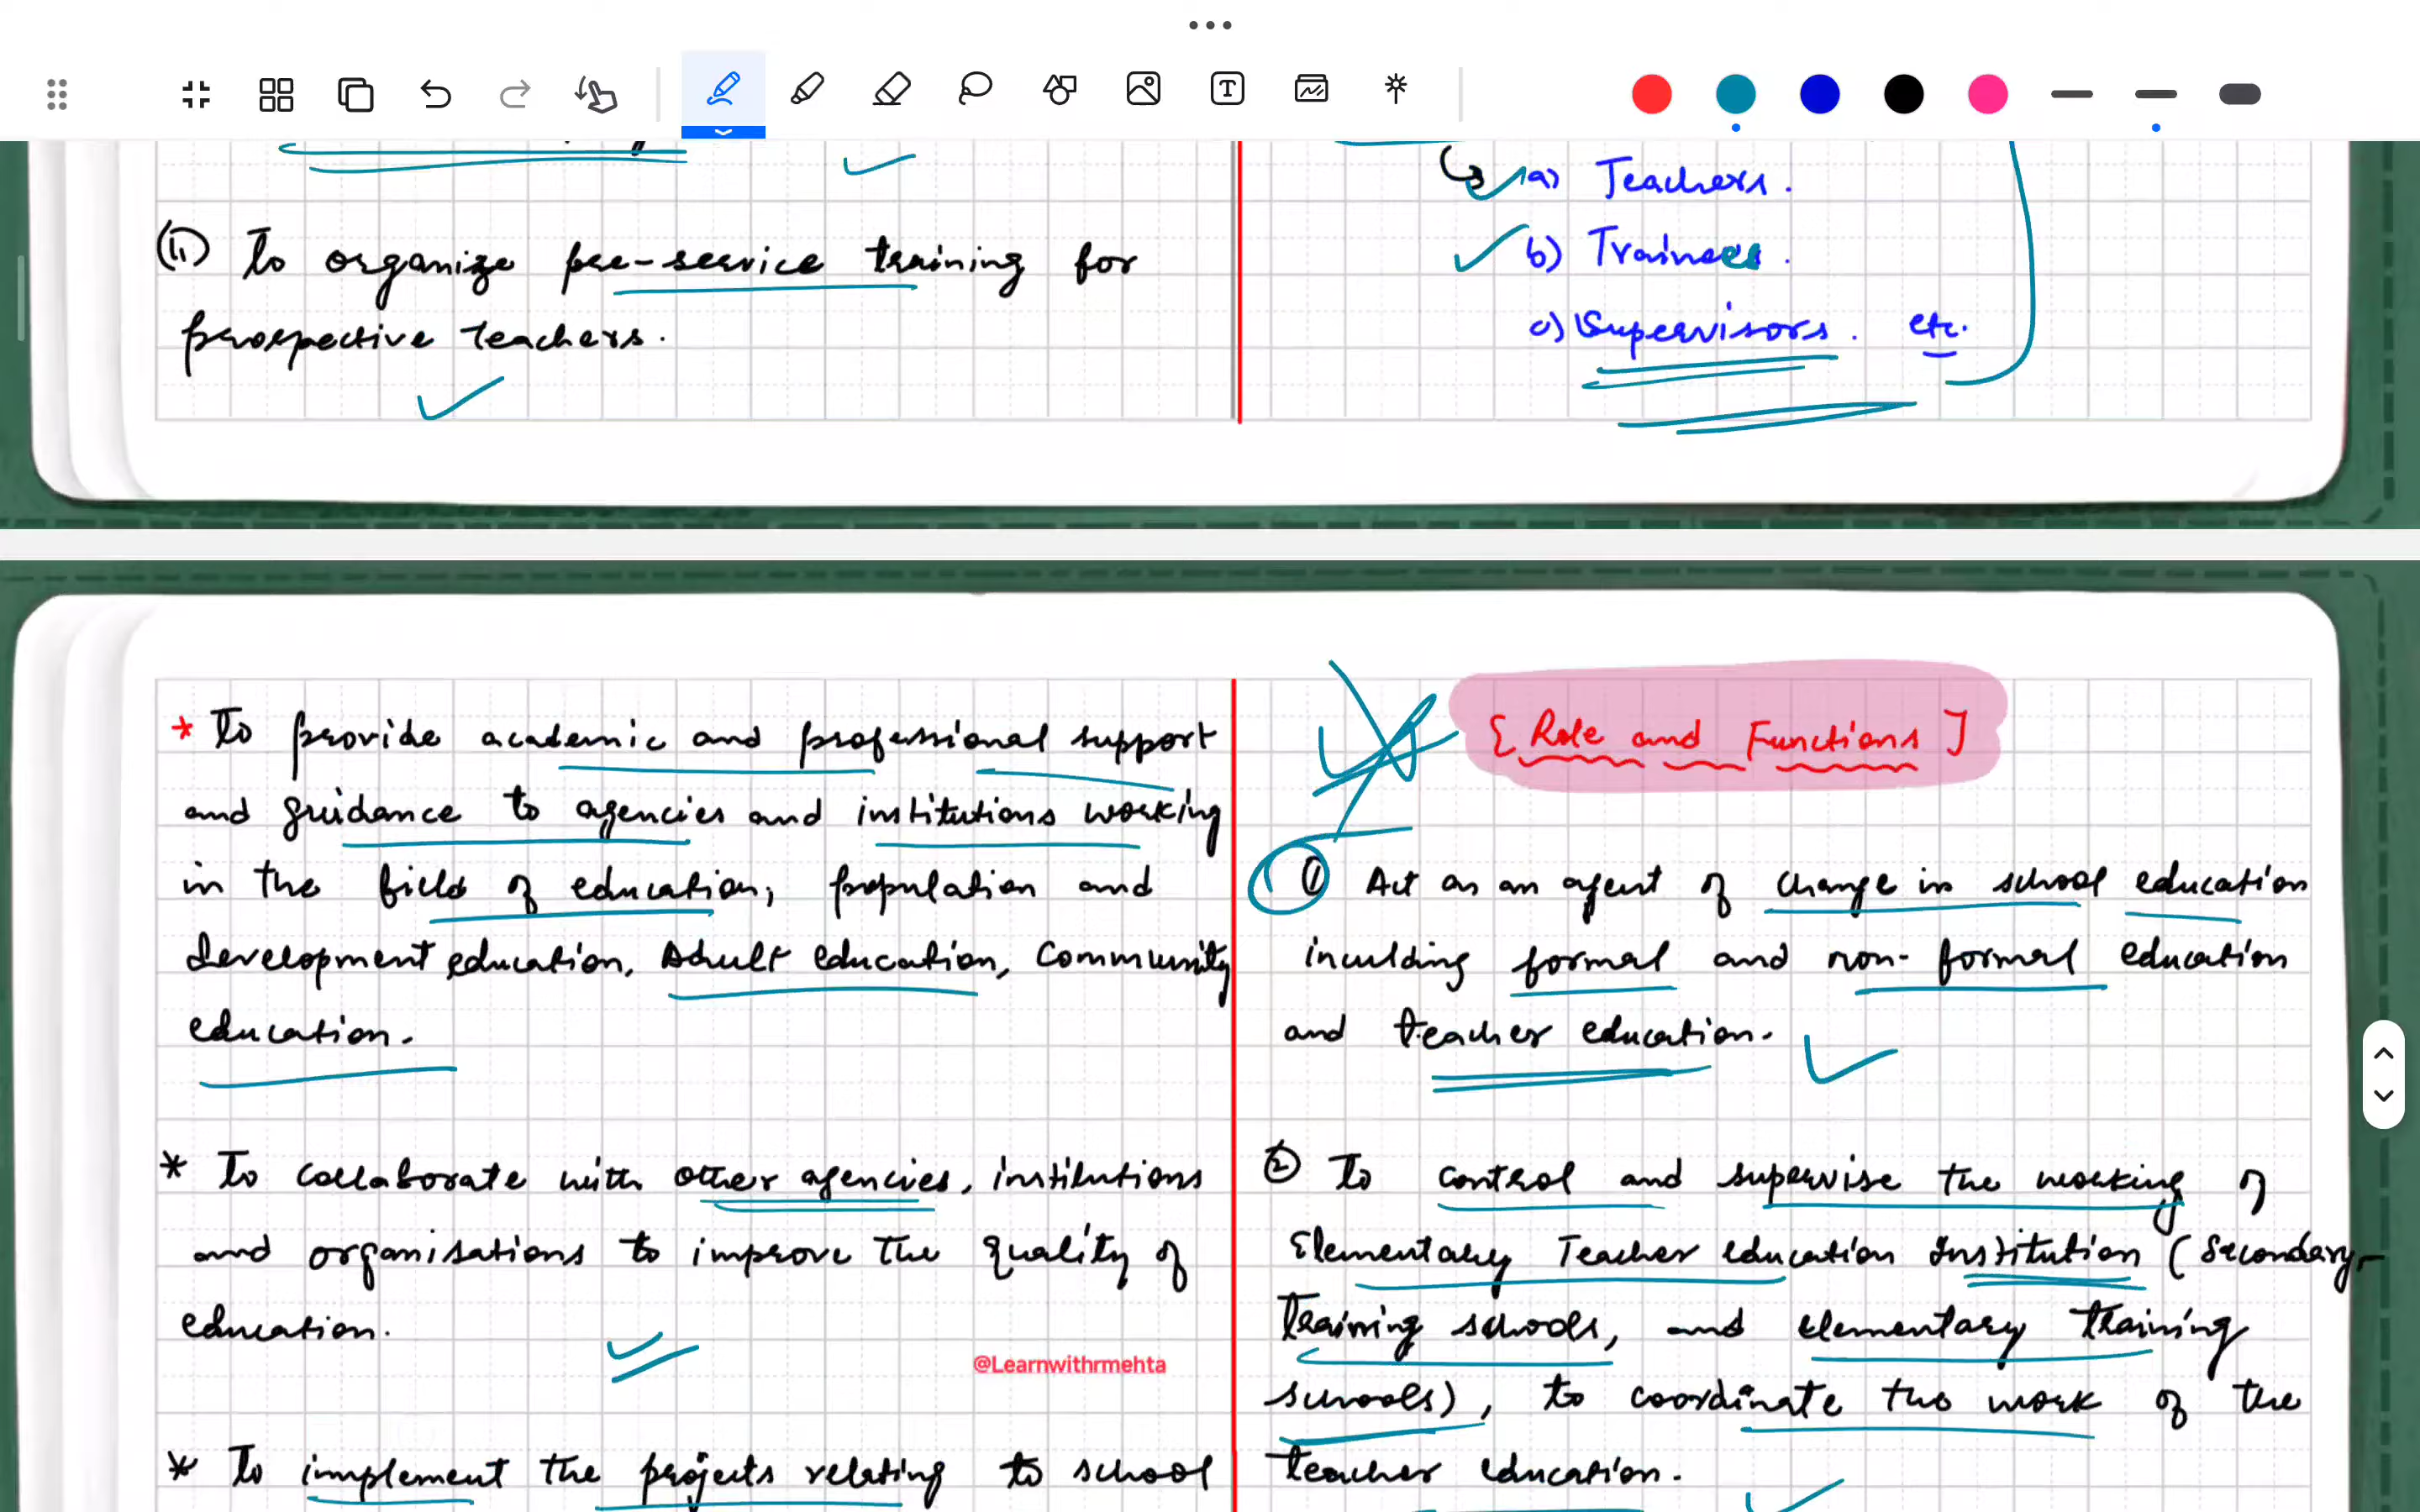 (ii) To organize pre-service training for
prospective teachers.
a) Teachers.
b) Trainees.
c) Supervisors. etc.
* To provide academic and professional support
and guidance to agencies and institutions working
in the field of education, population and
development education, Adult education, Community
education.
* To collaborate with other agencies, institutions
and organisations to improve the quality of
education.
@Learnwithrmehta
* To implement the projects relating to school
{ Role and Functions ]
① Act as an agent of change in school education
inculding formal and non-formal education
and teacher education.
② To control and supervise the working of
Elementary Teacher education Institution (Secondary-
training schools, and elementary training
schools), to coordinate the work of the
teacher education.